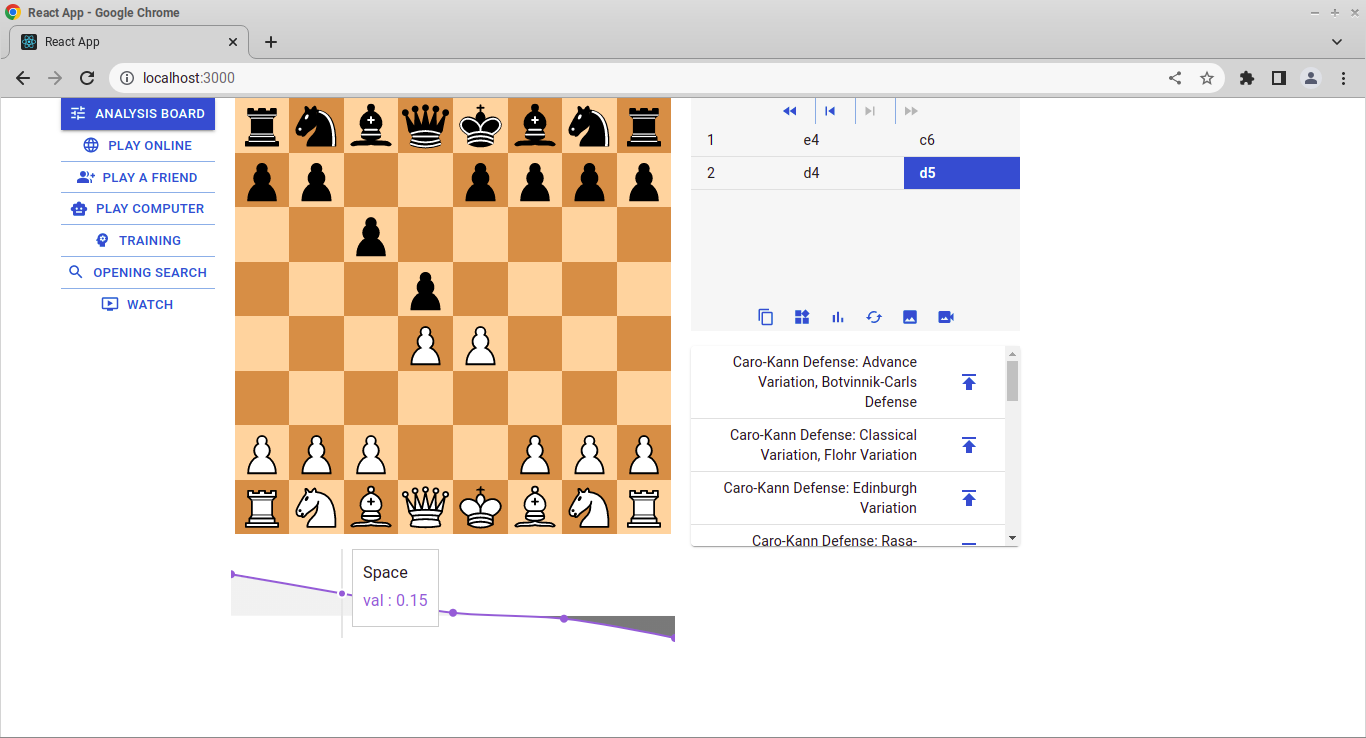 React App - Google Chrome
React App
localhost:3000
ANALYSIS BOARD
PLAY ONLINE
PLAY A FRIEND
PLAY COMPUTER
TRAINING
OPENING SEARCH
WATCH
1 e4 c6
2 d4 d5
Caro-Kann Defense: Advance
Variation, Botvinnik-Carls
Defense
Caro-Kann Defense: Classical
Variation, Flohr Variation
Caro-Kann Defense: Edinburgh
Variation
Caro-Kann Defense: Rasa-
Space
val : 0.15